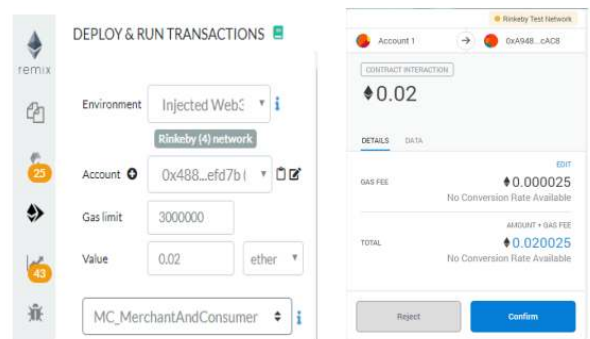 DEPLOY & RUN TRANSACTIONS
remix
Environment Injected Web3
Rinkeby (4) network
25
Account 0x488...efd7b (
Gas limit 3000000
Value 0.02 ether
43
MC_MerchantAndConsumer
Rinkeby Test Network
Account 1 0xA948...cAC8
CONTRACT INTERACTION
0.02
DETAILS DATA
EDIT
GAS FEE 0.000025
No Conversion Rate Available
AMOUNT + GAS FEE
TOTAL 0.020025
No Conversion Rate Available
Reject Confirm